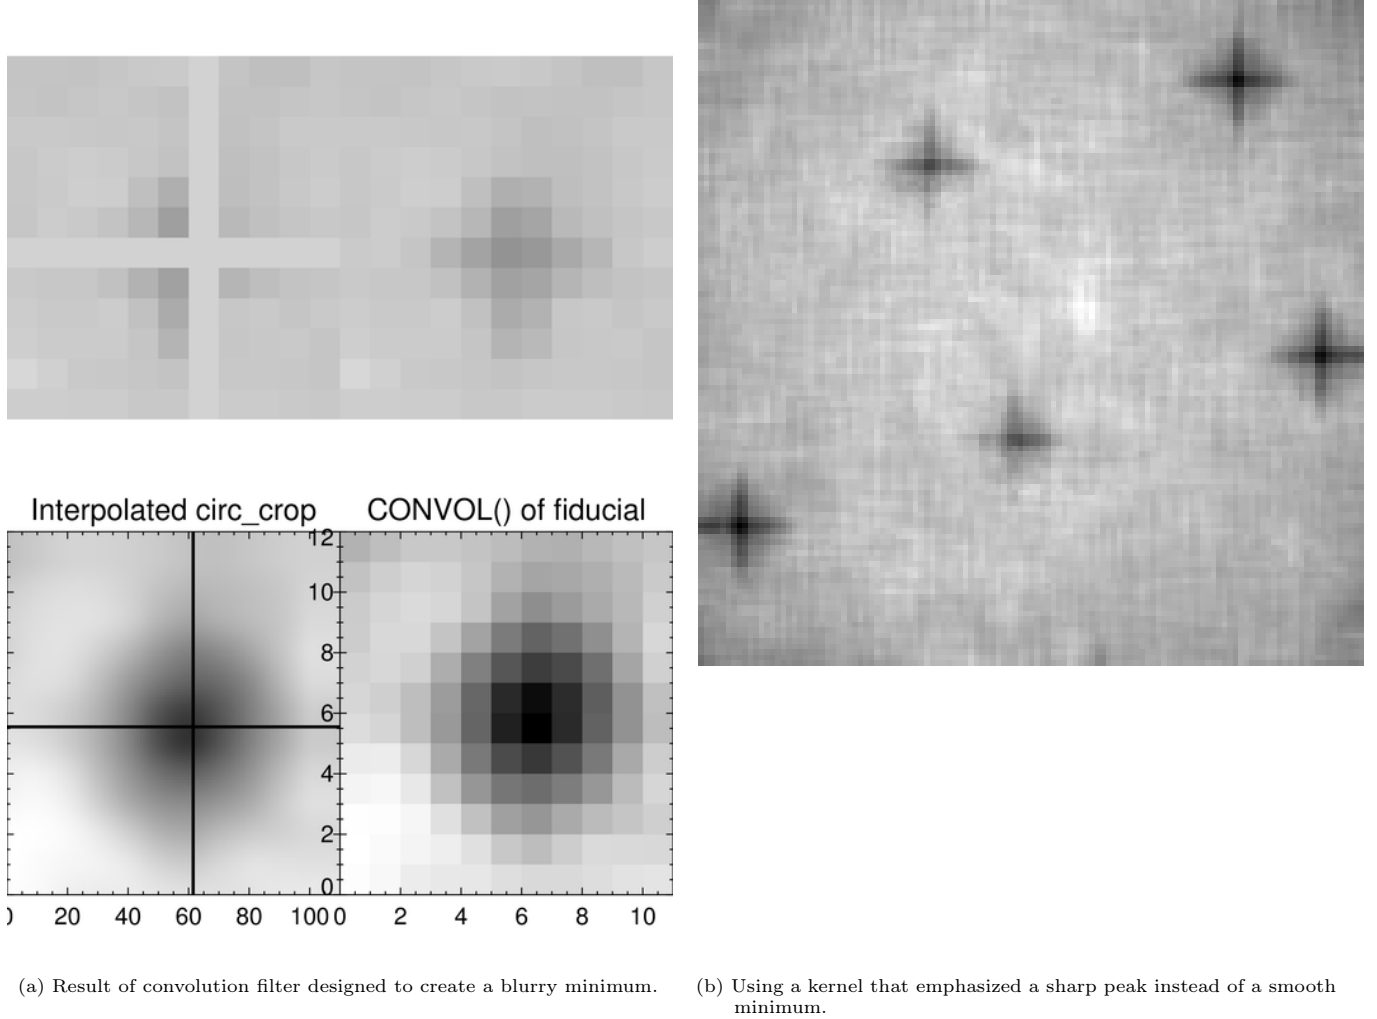 Interpolated circ_crop
CONVOL() of fiducial
12
10
8
6
4
2
0
0 20 40 60 80 100 0 2 4 6 8 10
(a) Result of convolution filter designed to create a blurry minimum.
(b) Using a kernel that emphasized a sharp peak instead of a smooth
minimum.